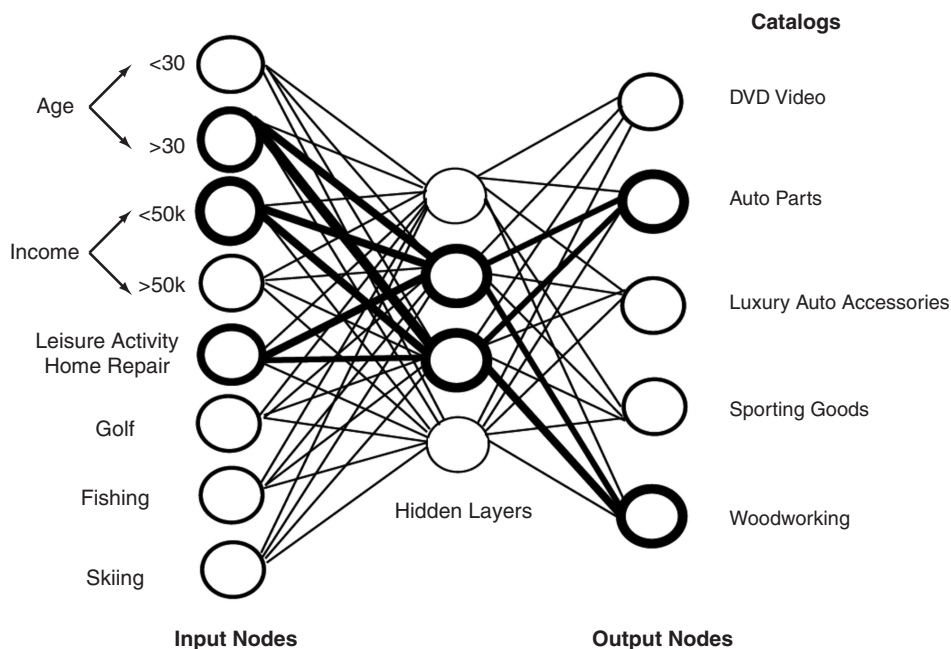 Catalogs
<30
Age
>30
<50k
Income
>50k
Leisure Activity
Home Repair
Golf
Fishing
Skiing
Hidden Layers
DVD Video
Auto Parts
Luxury Auto Accessories
Sporting Goods
Woodworking
Input Nodes
Output Nodes